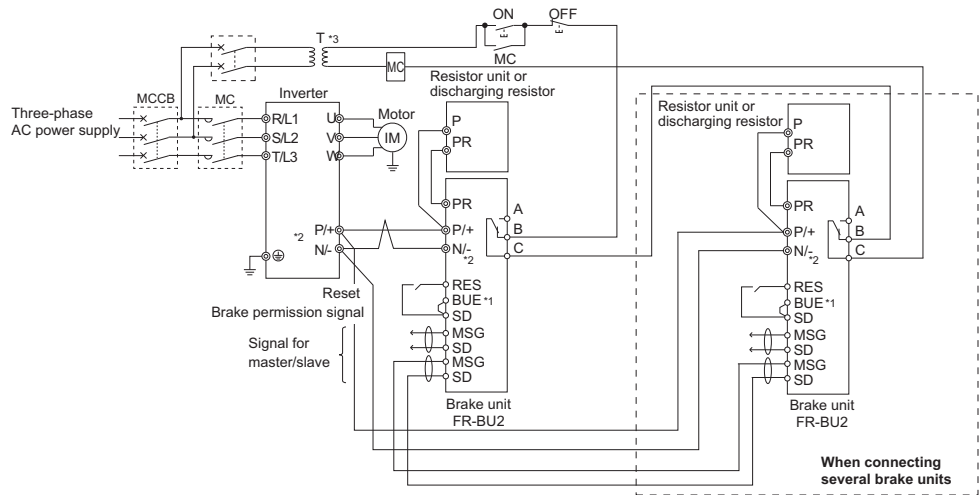 ON
OFF
T *3
MC
MC
Resistor unit or
discharging resistor
P
PR
Three-phase
AC power supply
MCCB
MC
Inverter
R/L1
S/L2
T/L3
U
V
W
Motor
IM
P/+
N/-
*2
PR
P/+
N/-
*2
A
B
C
Reset
Brake permission signal
Signal for
master/slave
RES
BUE *1
SD
MSG
SD
MSG
SD
Brake unit
FR-BU2
Resistor unit or
discharging resistor
P
PR
PR
P/+
N/-
*2
A
B
C
RES
BUE *1
SD
MSG
SD
MSG
SD
Brake unit
FR-BU2
When connecting
several brake units